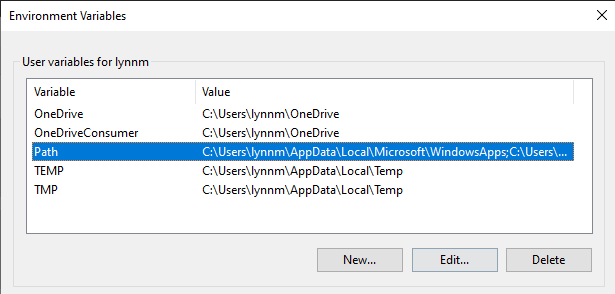 Environment Variables
User variables for lynnm
Variable Value
OneDrive C:\Users\lynnm\OneDrive
OneDriveConsumer C:\Users\lynnm\OneDrive
Path C:\Users\lynnm\AppData\Local\Microsoft\WindowsApps;C:\Users\...
TEMP C:\Users\lynnm\AppData\Local\Temp
TMP C:\Users\lynnm\AppData\Local\Temp
New... Edit... Delete